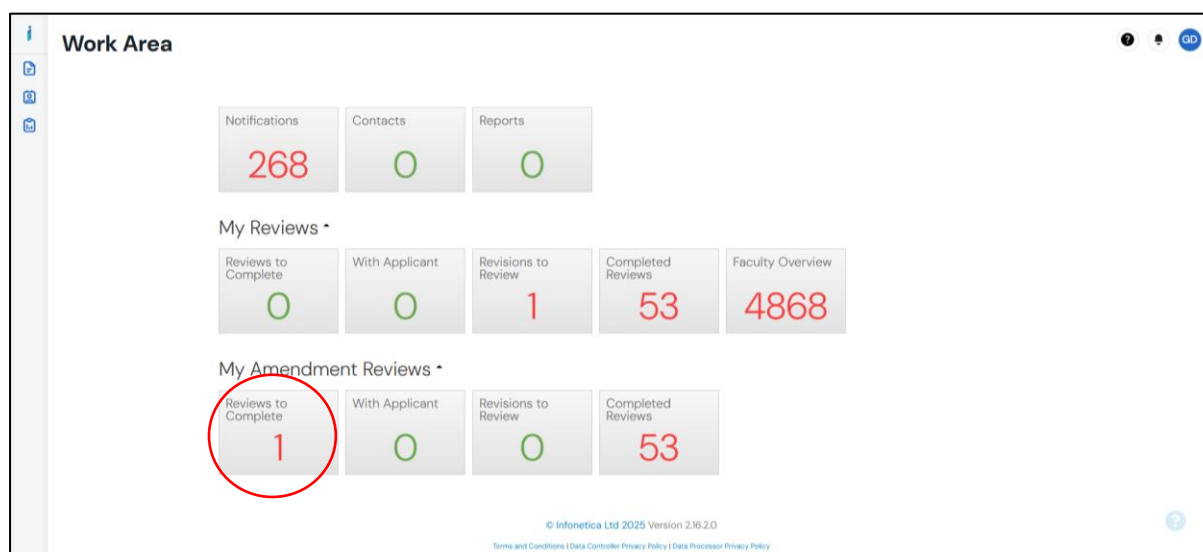 Work Area
GD
Notifications
268
Contacts
0
Reports
0
My Reviews
Reviews to
Complete
0
With Applicant
0
Revisions to
Review
1
Completed
Reviews
53
Faculty Overview
4868
My Amendment Reviews
Reviews to
Complete
1
With Applicant
0
Revisions to
Review
0
Completed
Reviews
53
© Infonetica Ltd 2025 Version 2.16.2.0
Terms and Conditions | Data Controller Privacy Policy | Data Processor Privacy Policy